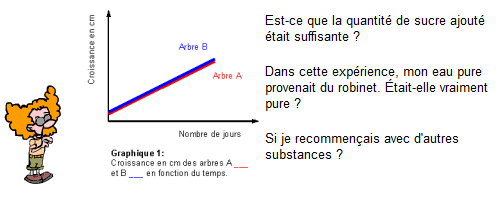 Croissance en cm
Arbre B
Arbre A
Nombre de jours
Graphique 1:
Croissance en cm des arbres A ___
et B ___ en fonction du temps.
Est-ce que la quantité de sucre ajouté
était suffisante ?
Dans cette expérience, mon eau pure
provenait du robinet. Était-elle vraiment
pure ?
Si je recommençais avec d'autres
substances ?